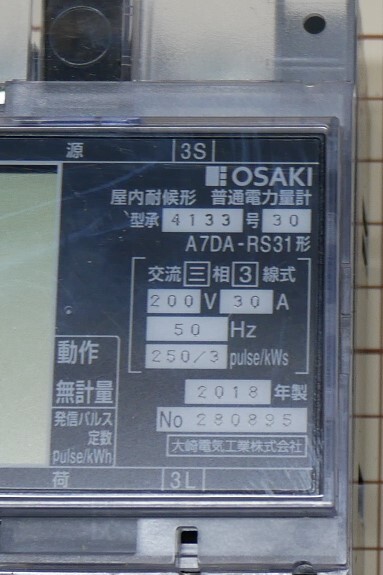 源 3S
OSAKI
屋内耐候形 普通電力量計
型承 4133 号 30
A7DA-RS31形
交流 三 相 3 線式
200 V 30 A
50 Hz
250/3 pulse/kWs
動作
無計量
2018 年製
発信パルス
定数
pulse/kWh
No 280895
大崎電気工業株式会社
荷 3L